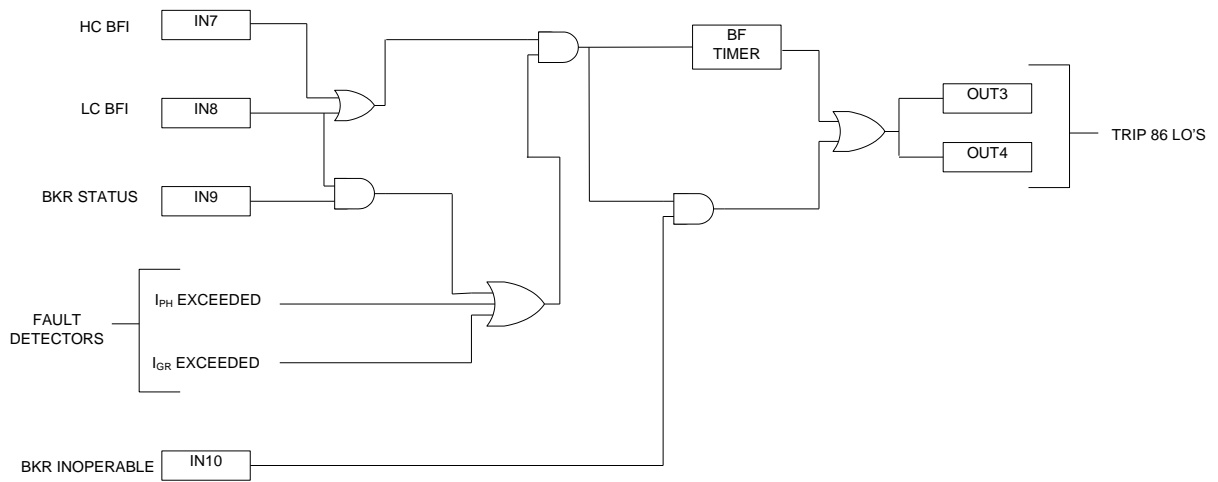 HC BFI
IN7
BF
TIMER
LC BFI
IN8
OUT3
OUT4
TRIP 86 LO'S
BKR STATUS
IN9
FAULT
DETECTORS
IPH EXCEEDED
IGR EXCEEDED
BKR INOPERABLE
IN10